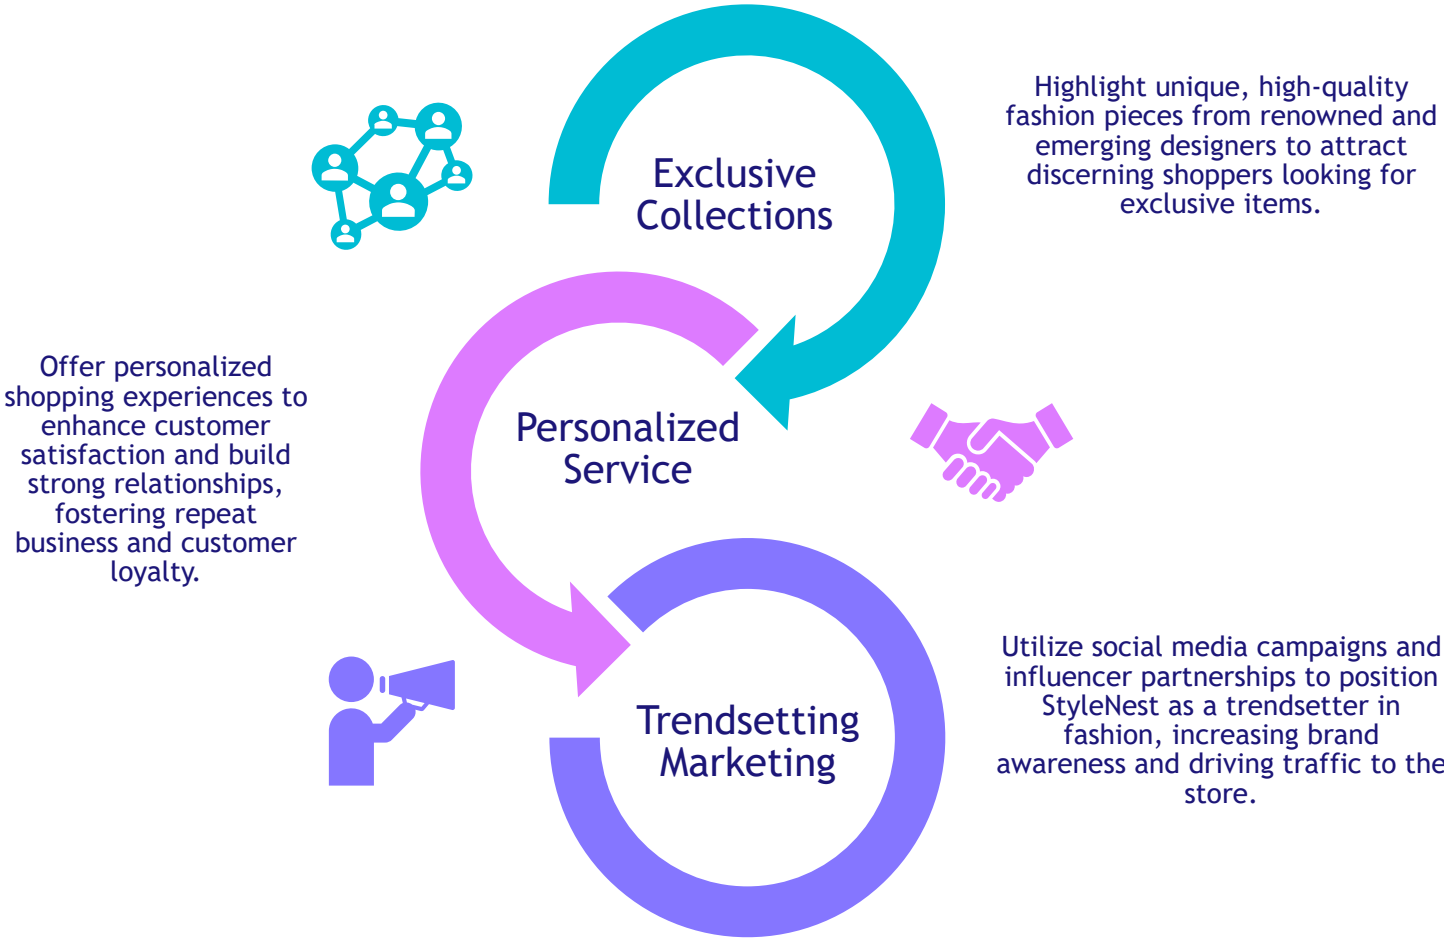 Exclusive
Collections
Highlight unique, high-quality
fashion pieces from renowned and
emerging designers to attract
discerning shoppers looking for
exclusive items.
Personalized
Service
Offer personalized
shopping experiences to
enhance customer
satisfaction and build
strong relationships,
fostering repeat
business and customer
loyalty.
Trendsetting
Marketing
Utilize social media campaigns and
influencer partnerships to position
StyleNest as a trendsetter in
fashion, increasing brand
awareness and driving traffic to the
store.